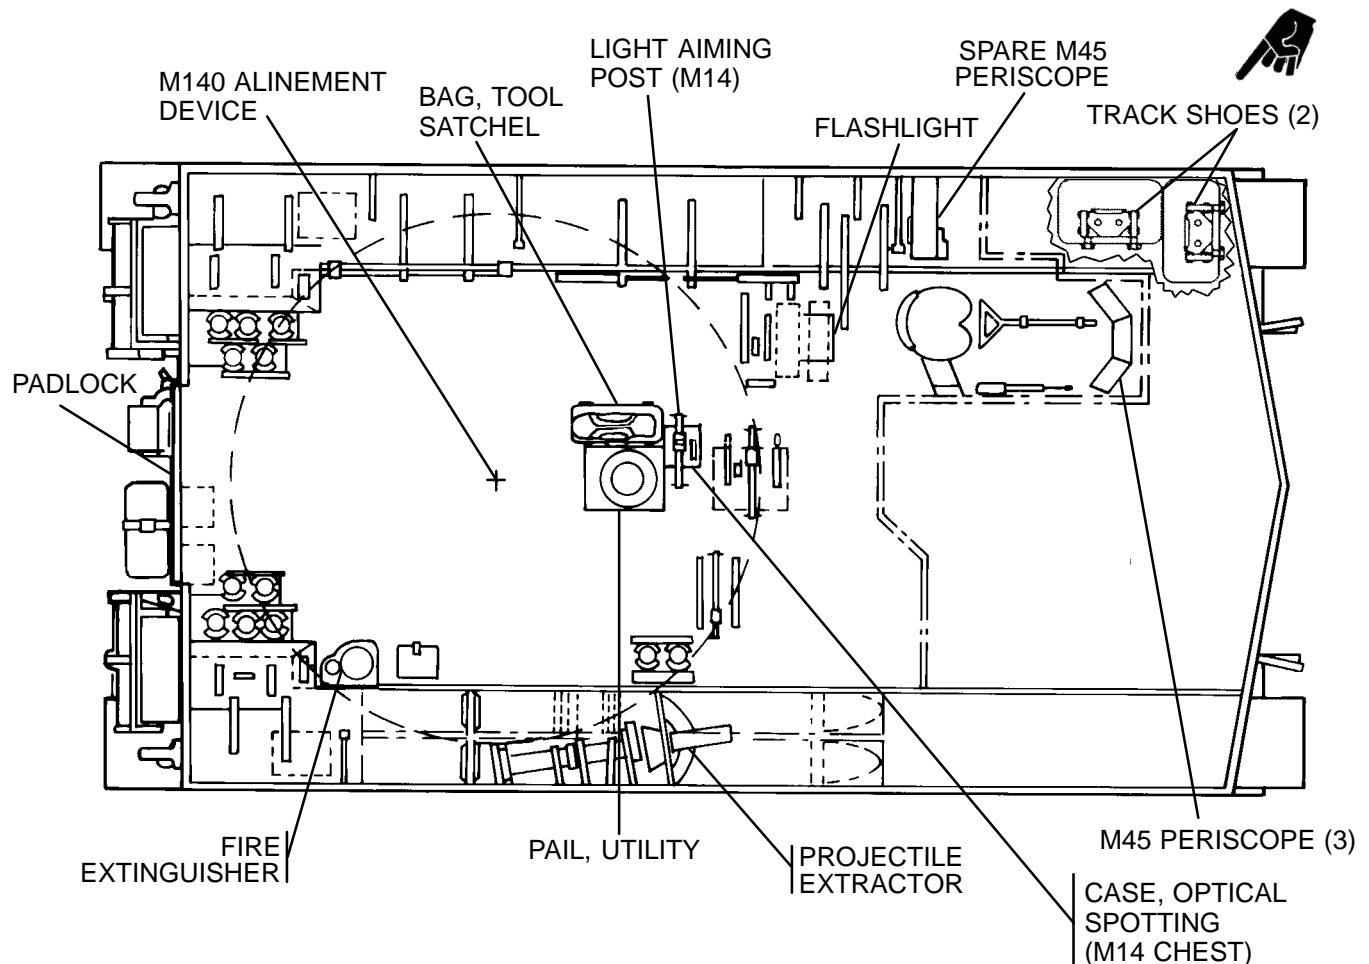 LIGHT AIMING
POST (M14)
SPARE M45
PERISCOPE
M140 ALINEMENT
DEVICE
BAG, TOOL
SATCHEL
FLASHLIGHT
TRACK SHOES (2)
PADLOCK
FIRE
EXTINGUISHER
PAIL, UTILITY
PROJECTILE
EXTRACTOR
M45 PERISCOPE (3)
CASE, OPTICAL
SPOTTING
(M14 CHEST)